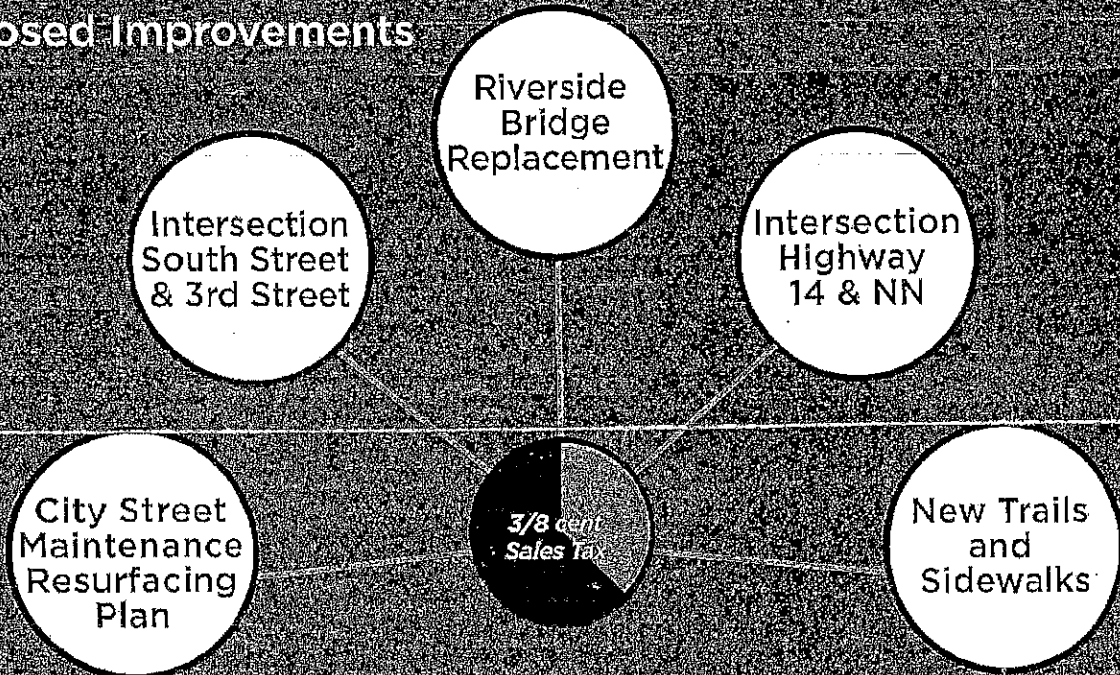 osed Improvements
Riverside
Bridge
Replacement
Intersection
South Street
& 3rd Street
Intersection
Highway
14 & NN
City Street
Maintenance
Resurfacing
Plan
3/8 cent
Sales Tax
New Trails
and
Sidewalks